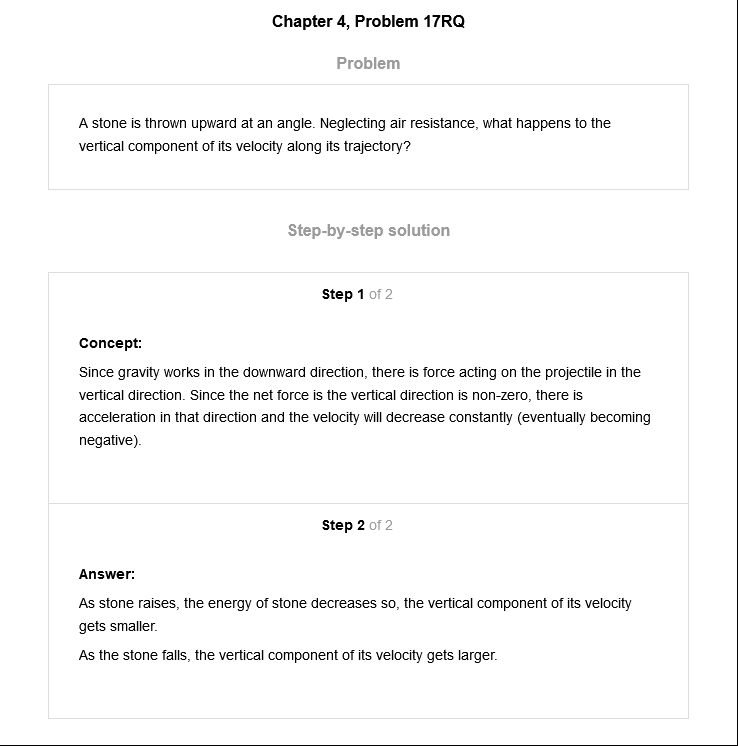 Chapter 4, Problem 17RQ
Problem
A stone is thrown upward at an angle. Neglecting air resistance, what happens to the
vertical component of its velocity along its trajectory?
Step-by-step solution
Step 1 of 2
Concept:
Since gravity works in the downward direction, there is force acting on the projectile in the
vertical direction. Since the net force is the vertical direction is non-zero, there is
acceleration in that direction and the velocity will decrease constantly (eventually becoming
negative).
Step 2 of 2
Answer:
As stone raises, the energy of stone decreases so, the vertical component of its velocity
gets smaller.
As the stone falls, the vertical component of its velocity gets larger.